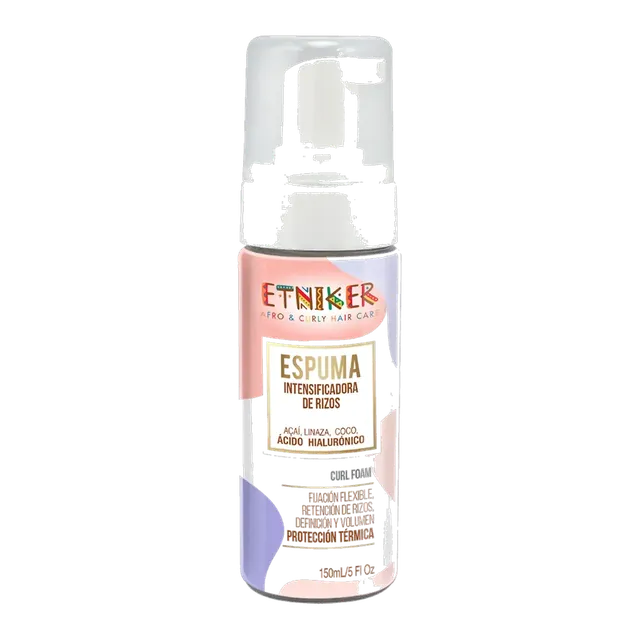 ETNIKER
AFRO & CURLY HAIR CARE
ESPUMA
INTENSIFICADORA
DE RIZOS
AÇAÍ, LINAZA, COCO,
ÁCIDO HIALURÓNICO
CURL FOAM
FIJACIÓN FLEXIBLE,
RETENCIÓN DE RIZOS,
DEFINICIÓN Y VOLUMEN
PROTECCIÓN TÉRMICA
150mL/5 Fl Oz